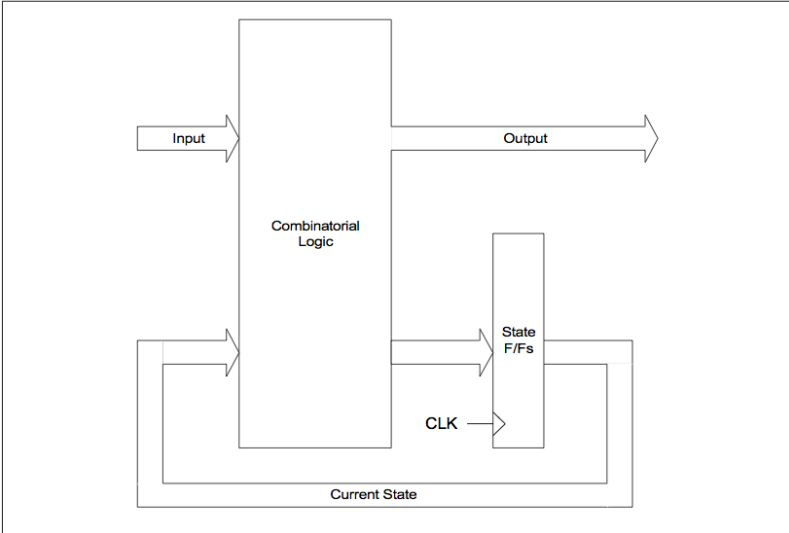 Input
Output
Combinatorial
Logic
State
F/Fs
CLK
Current State